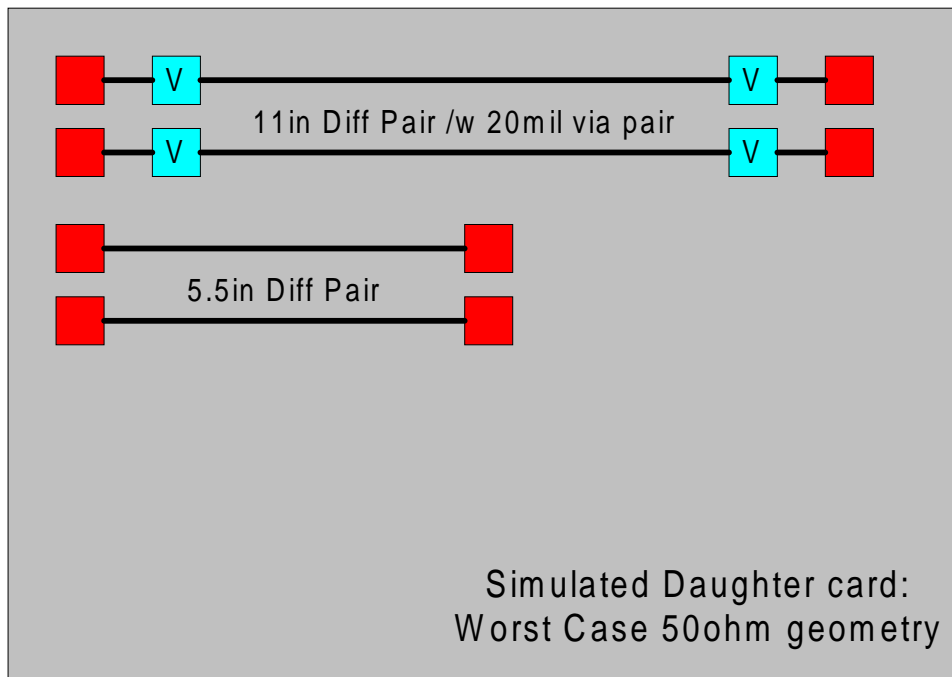 V V
11in Diff Pair /w 20mil via pair
V V
5.5in Diff Pair
Simulated Daughter card:
Worst Case 50ohm geometry